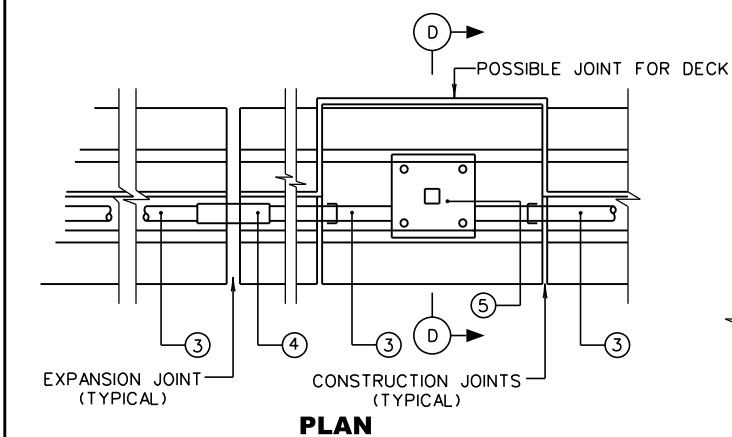 D
POSSIBLE JOINT FOR DECK
5
D
3
4
3
3
EXPANSION JOINT
(TYPICAL)
CONSTRUCTION JOINTS
(TYPICAL)
PLAN